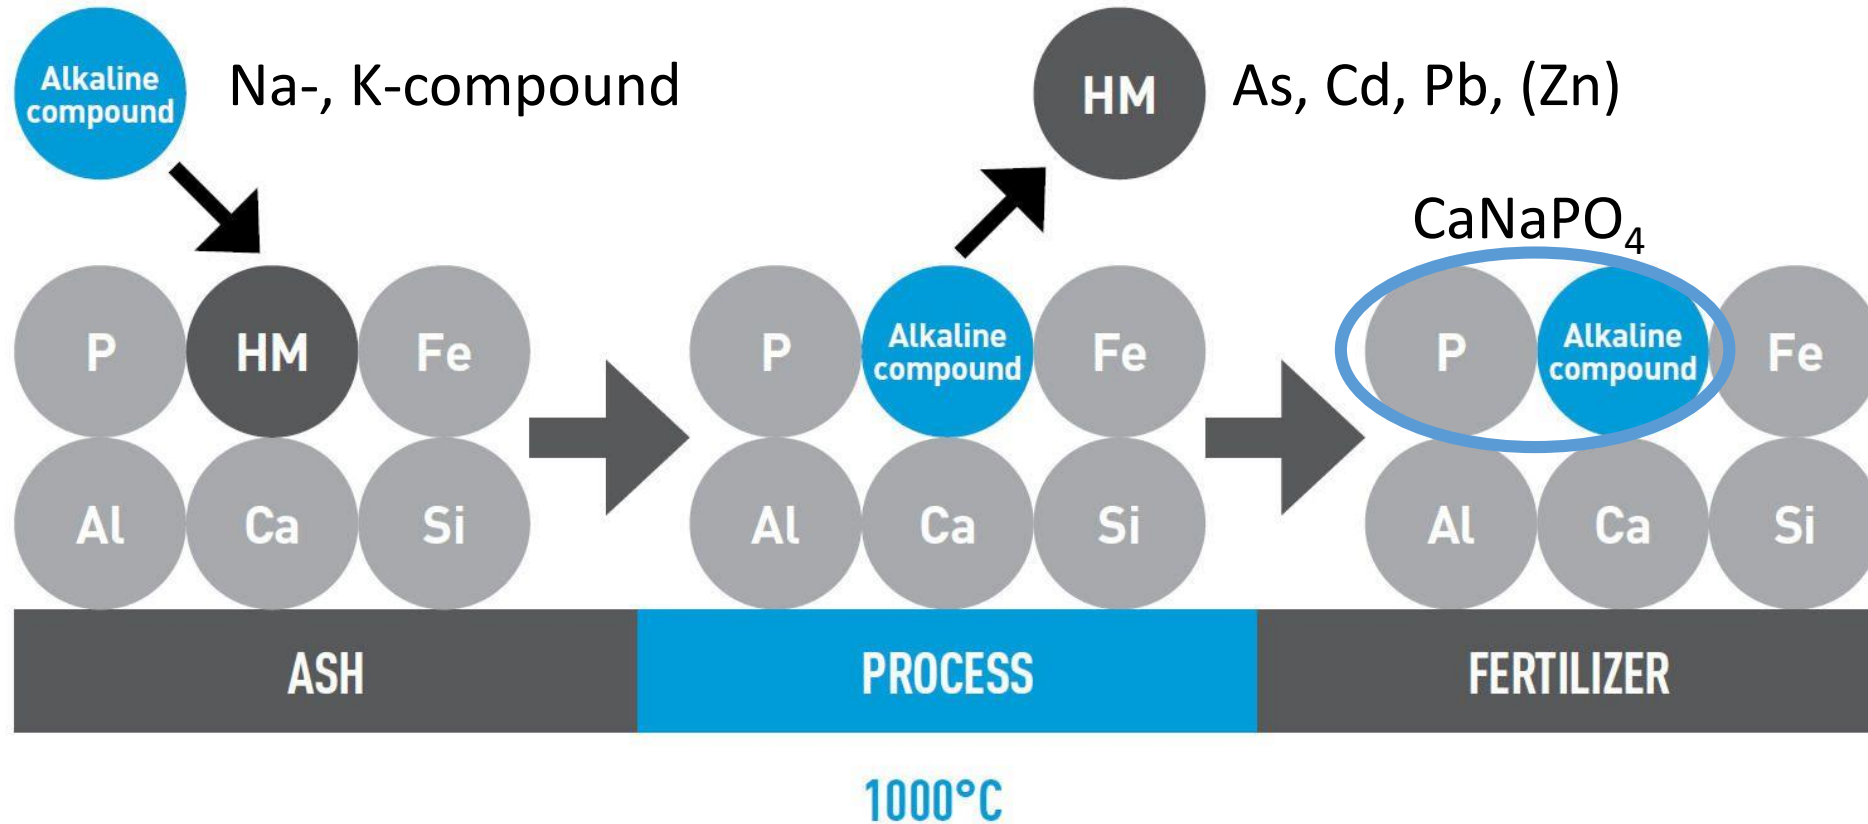 Alkaline
compound
Na-, K-compound
HM
As, Cd, Pb, (Zn)
CaNaPO₄
P
HM
Fe
P
Alkaline
compound
Fe
P
Alkaline
compound
Fe
Al
Ca
Si
Al
Ca
Si
Al
Ca
Si
ASH
PROCESS
FERTILIZER
1000°C